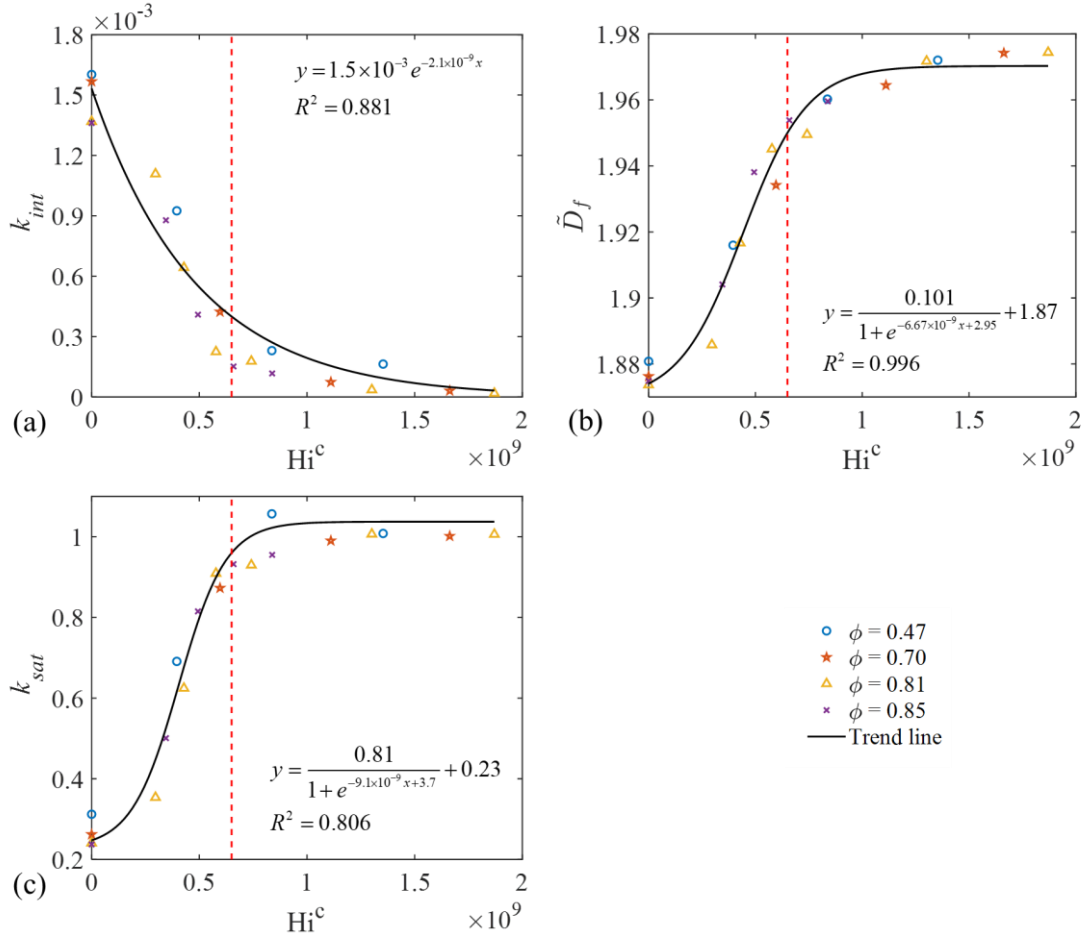 ×10⁻³
1.8
1.5
1.2
0.9
0.6
0.3
0
k_int
y = 1.5×10⁻³ e^{-2.1×10⁻⁹ x}
R² = 0.881
0 0.5 1 1.5 2
Hi^c ×10⁹
(a)
1.98
1.96
1.94
1.92
1.9
1.88
D̃_f
y = 0.101 / (1 + e^{-6.67×10⁻⁹ x+2.95}) + 1.87
R² = 0.996
0 0.5 1 1.5 2
Hi^c ×10⁹
(b)
1
0.8
0.6
0.4
0.2
k_sat
y = 0.81 / (1 + e^{-9.1×10⁻⁹ x+3.7}) + 0.23
R² = 0.806
0 0.5 1 1.5 2
Hi^c ×10⁹
(c)
ϕ = 0.47
ϕ = 0.70
ϕ = 0.81
ϕ = 0.85
Trend line